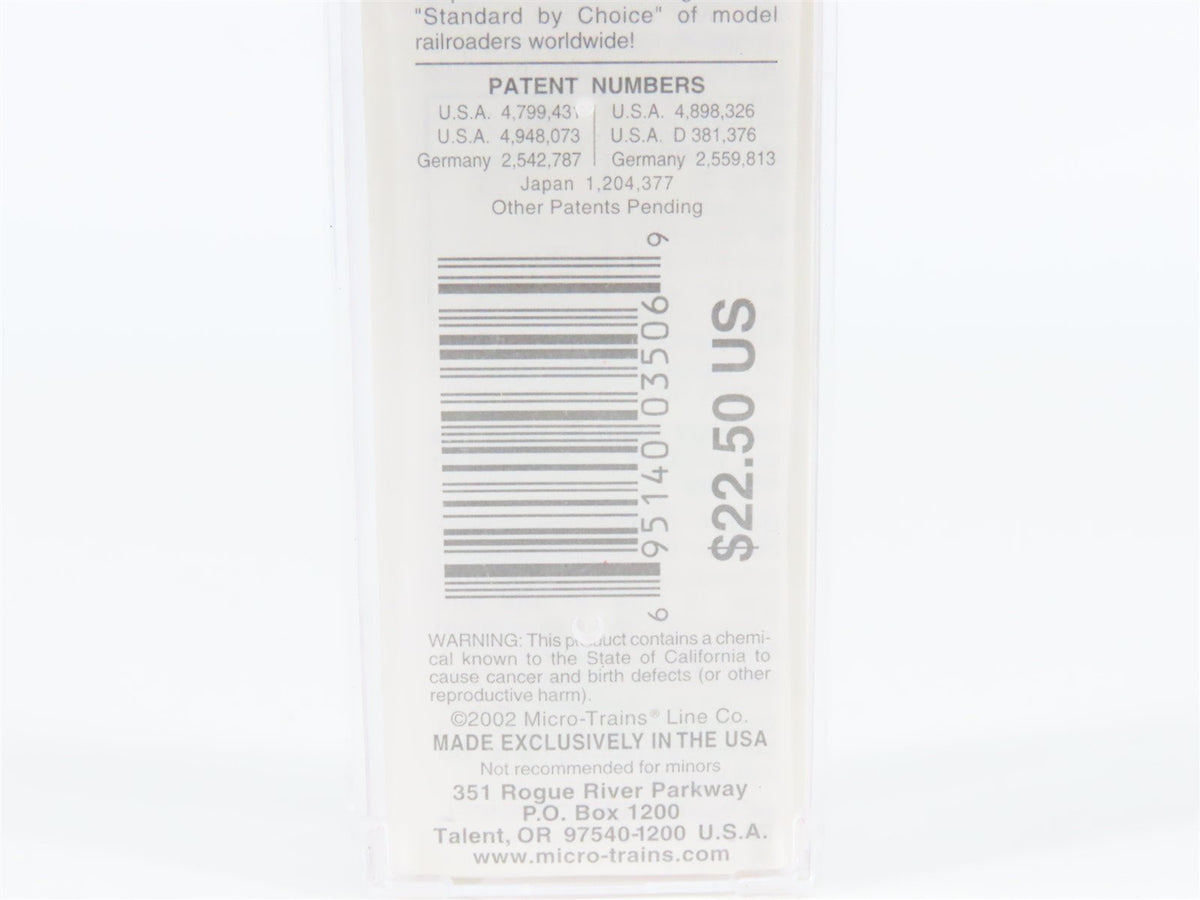 "Standard by Choice" of model
railroaders worldwide!
PATENT NUMBERS
U.S.A. 4,799,431 U.S.A. 4,898,326
U.S.A. 4,948,073 U.S.A. D 381,376
Germany 2,542,787 Germany 2,559,813
Japan 1,204,377
Other Patents Pending
6 95140 03506 9
$22.50 US
WARNING: This product contains a chemi-
cal known to the State of California to
cause cancer and birth defects (or other
reproductive harm).
©2002 Micro-Trains® Line Co.
MADE EXCLUSIVELY IN THE USA
Not recommended for minors
351 Rogue River Parkway
P.O. Box 1200
Talent, OR 97540-1200 U.S.A.
www.micro-trains.com